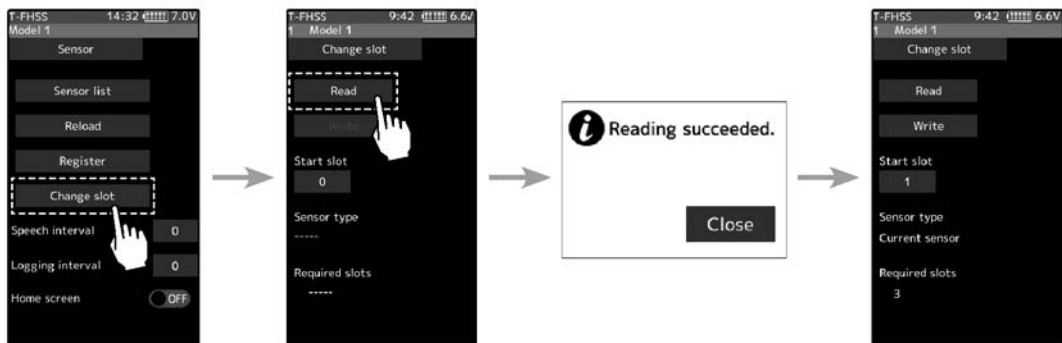 T-FHSS 14:32 7.0V
Model 1
Sensor
Sensor list
Reload
Register
Change slot
Speech interval 0
Logging interval 0
Home screen OFF
T-FHSS 9:42 6.6V
1 Model 1
Change slot
Read
Write
Start slot
0
Sensor type
-----
Required slots
-----
i Reading succeeded.
Close
T-FHSS 9:42 6.6V
1 Model 1
Change slot
Read
Write
Start slot
1
Sensor type
Current sensor
Required slots
3